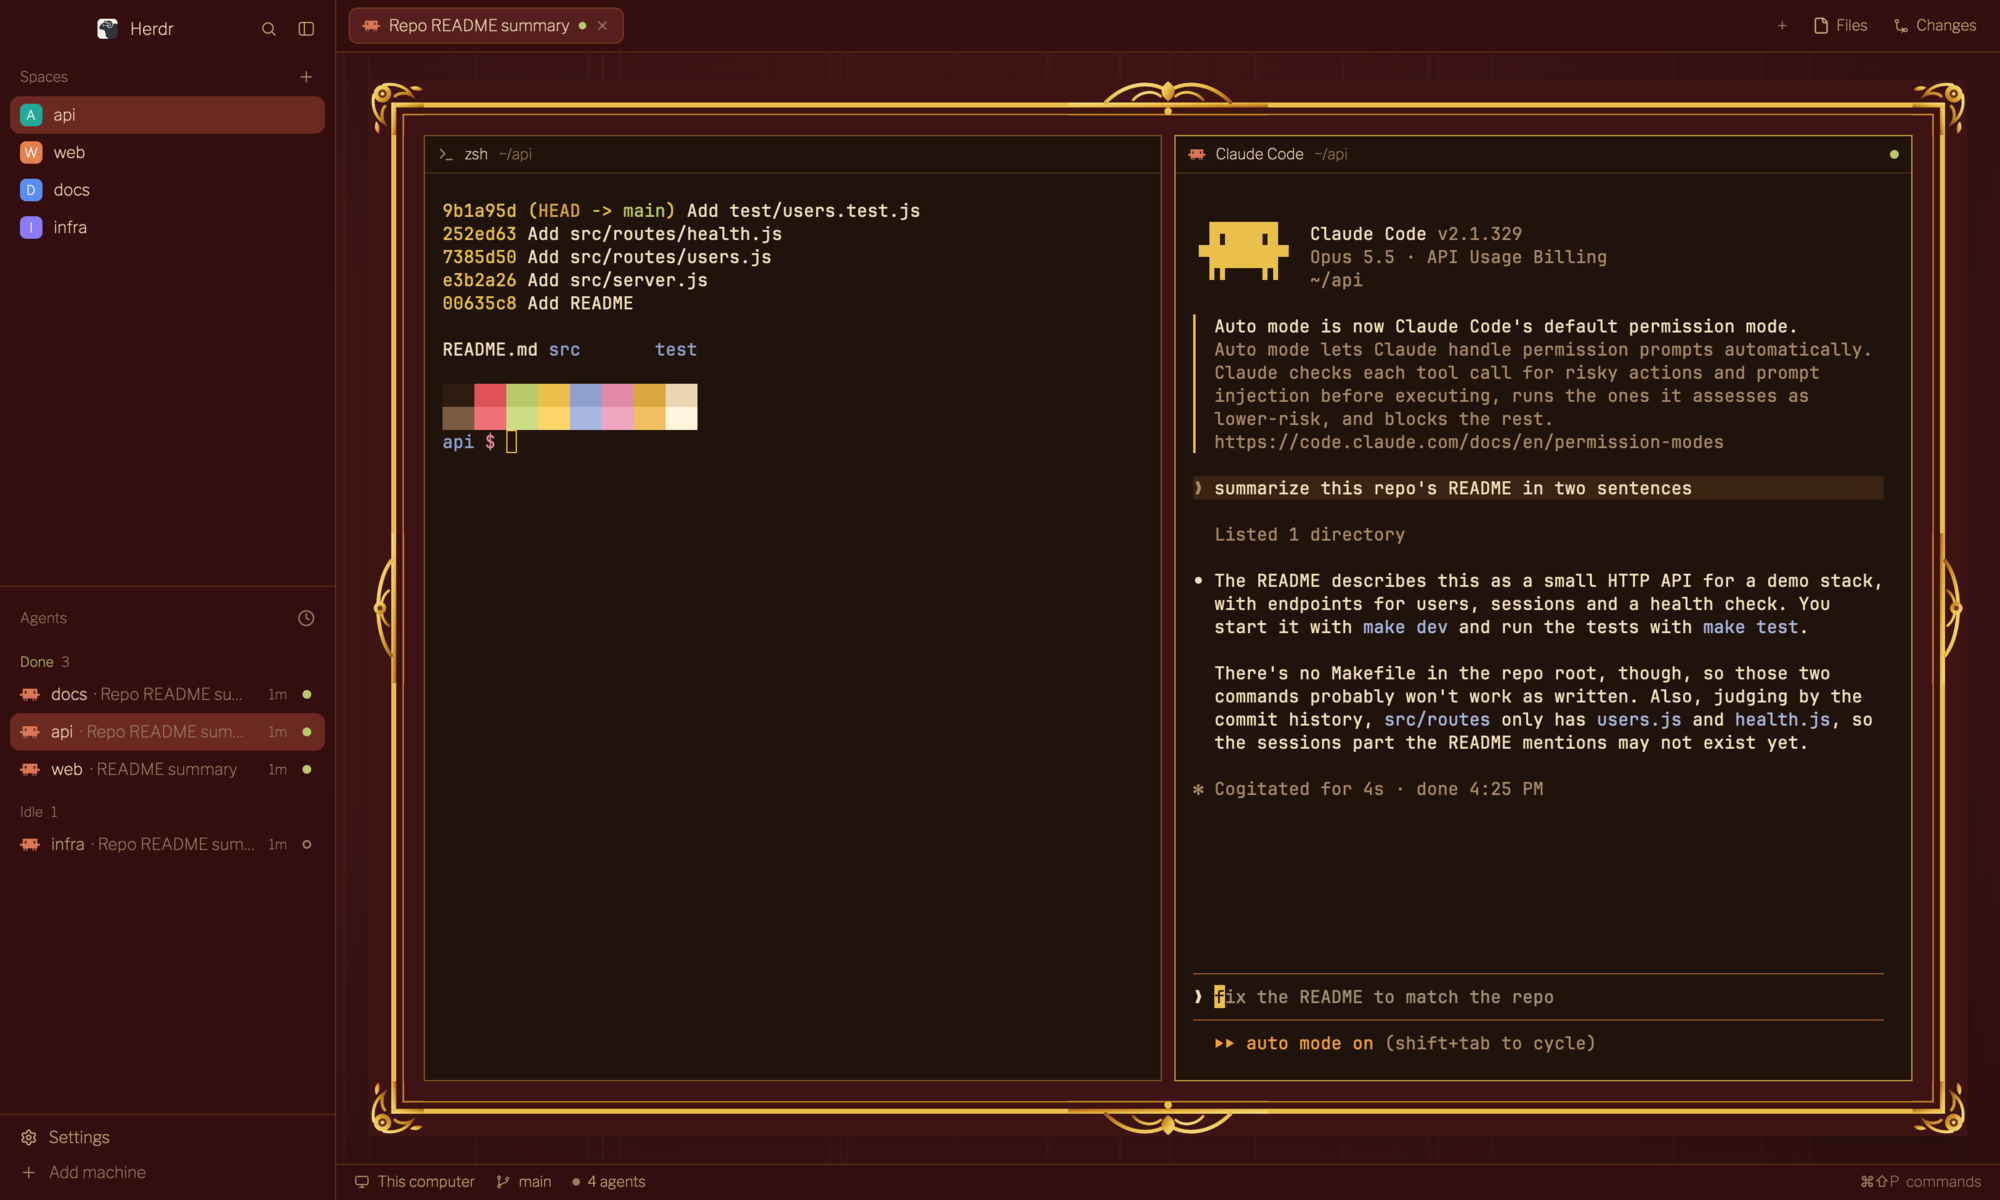 Herdr
Spaces
A api
W web
D docs
I infra
Agents
Done 3
docs · Repo README su... 1m
api · Repo README sum... 1m
web · README summary 1m
Idle 1
infra · Repo README sum... 1m
Settings
+ Add machine
Repo README summary
+ Files Changes
zsh ~/api
9b1a95d (HEAD -> main) Add test/users.test.js
252ed63 Add src/routes/health.js
7385d50 Add src/routes/users.js
e3b2a26 Add src/server.js
00635c8 Add README
README.md src test
api $
Claude Code ~/api
Claude Code v2.1.329
Opus 5.5 · API Usage Billing
~/api
Auto mode is now Claude Code's default permission mode.
Auto mode lets Claude handle permission prompts automatically.
Claude checks each tool call for risky actions and prompt
injection before executing, runs the ones it assesses as
lower-risk, and blocks the rest.
https://code.claude.com/docs/en/permission-modes
❯ summarize this repo's README in two sentences
Listed 1 directory
• The README describes this as a small HTTP API for a demo stack,
with endpoints for users, sessions and a health check. You
start it with make dev and run the tests with make test.
There's no Makefile in the repo root, though, so those two
commands probably won't work as written. Also, judging by the
commit history, src/routes only has users.js and health.js, so
the sessions part the README mentions may not exist yet.
✻ Cogitated for 4s · done 4:25 PM
❯ fix the README to match the repo
⏵⏵ auto mode on (shift+tab to cycle)
This computer main 4 agents
⌘⇧P commands